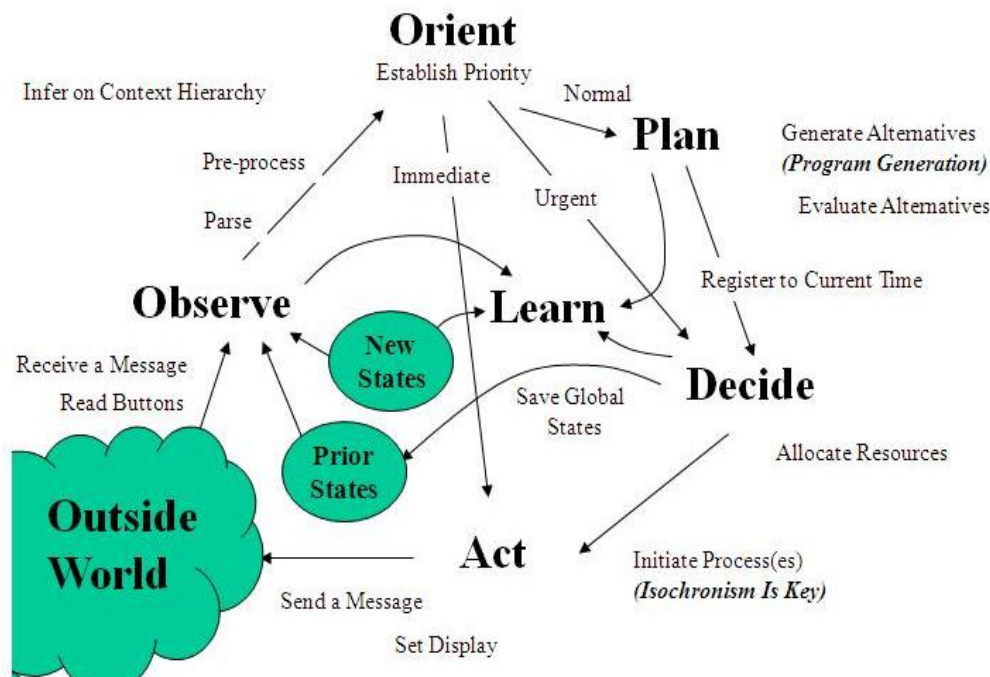 Orient
Establish Priority
Infer on Context Hierarchy
Normal
Plan
Generate Alternatives
(Program Generation)
Evaluate Alternatives
Pre-process
Immediate
Urgent
Parse
Register to Current Time
Observe
Learn
New
States
Receive a Message
Read Buttons
Decide
Save Global
States
Prior
States
Allocate Resources
Outside
World
Act
Initiate Process(es)
(Isochronism Is Key)
Send a Message
Set Display